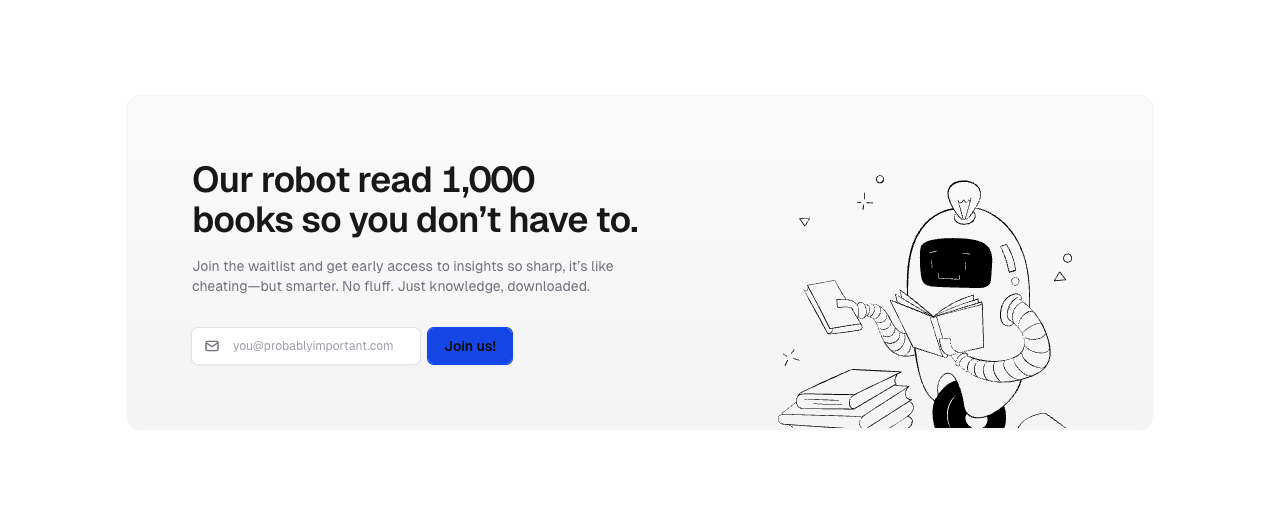 Our robot read 1,000
books so you don’t have to.
Join the waitlist and get early access to insights so sharp, it’s like
cheating—but smarter. No fluff. Just knowledge, downloaded.
you@probablyimportant.com
Join us!